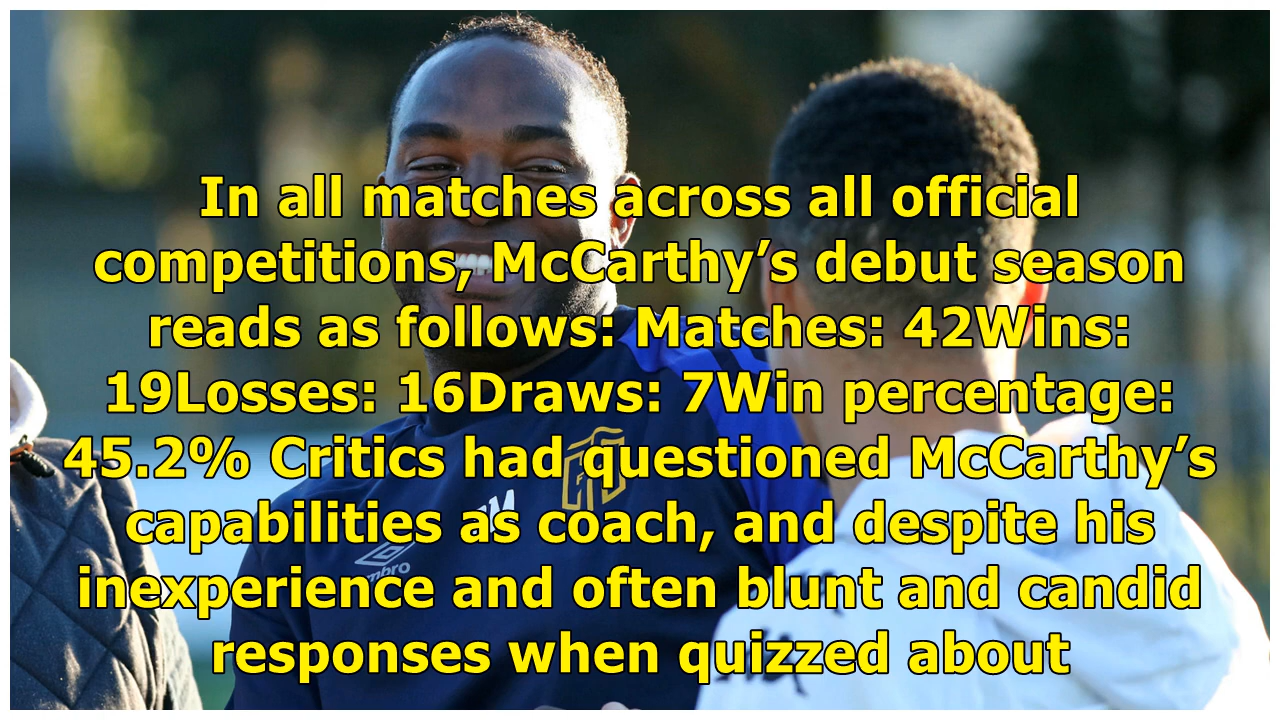 In all matches across all official
competitions, McCarthy’s debut season
reads as follows: Matches: 42Wins:
19Losses: 16Draws: 7Win percentage:
45.2% Critics had questioned McCarthy’s
capabilities as coach, and despite his
inexperience and often blunt and candid
responses when quizzed about